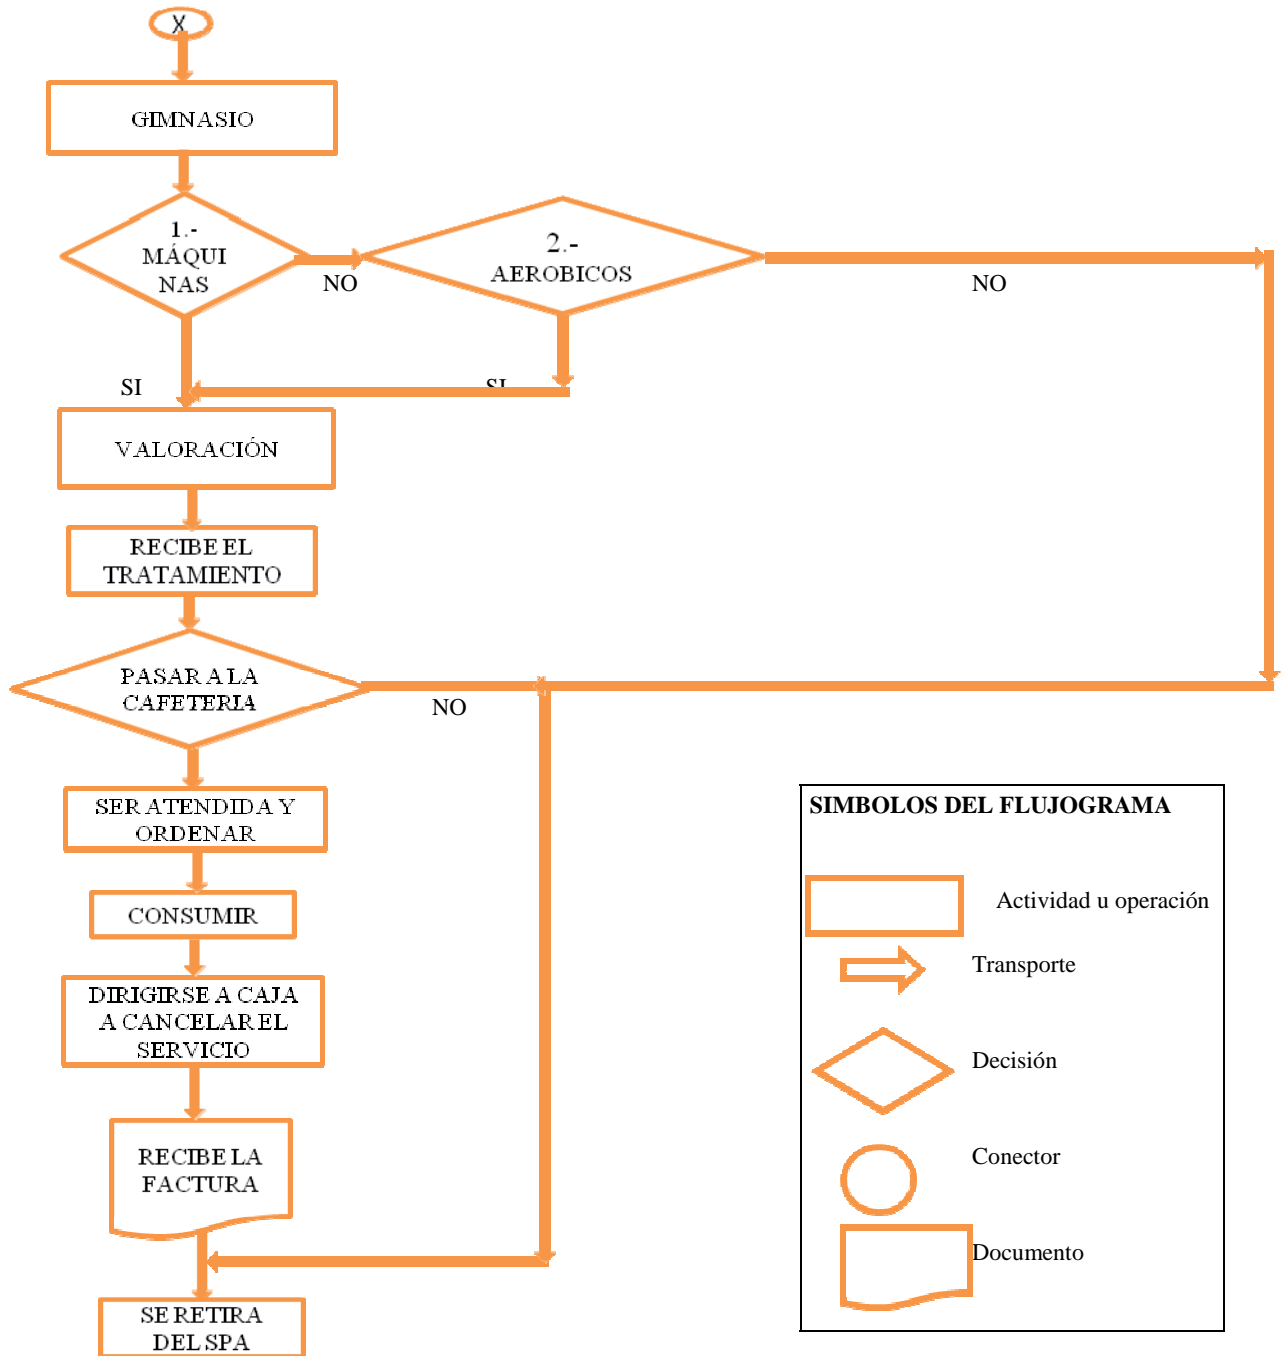 X
GIMNASIO
1.-
MÁQUI
NAS
NO
2.-
AEROBICOS
NO
SI
SI
VALORACIÓN
RECIBE EL
TRATAMIENTO
PASAR A LA
CAFETERIA
NO
SER ATENDIDA Y
ORDENAR
CONSUMIR
DIRIGIRSE A CAJA
A CANCELAR EL
SERVICIO
RECIBE LA
FACTURA
SE RETIRA
DEL SPA
SIMBOLOS DEL FLUJOGRAMA
Actividad u operación
Transporte
Decisión
Conector
Documento